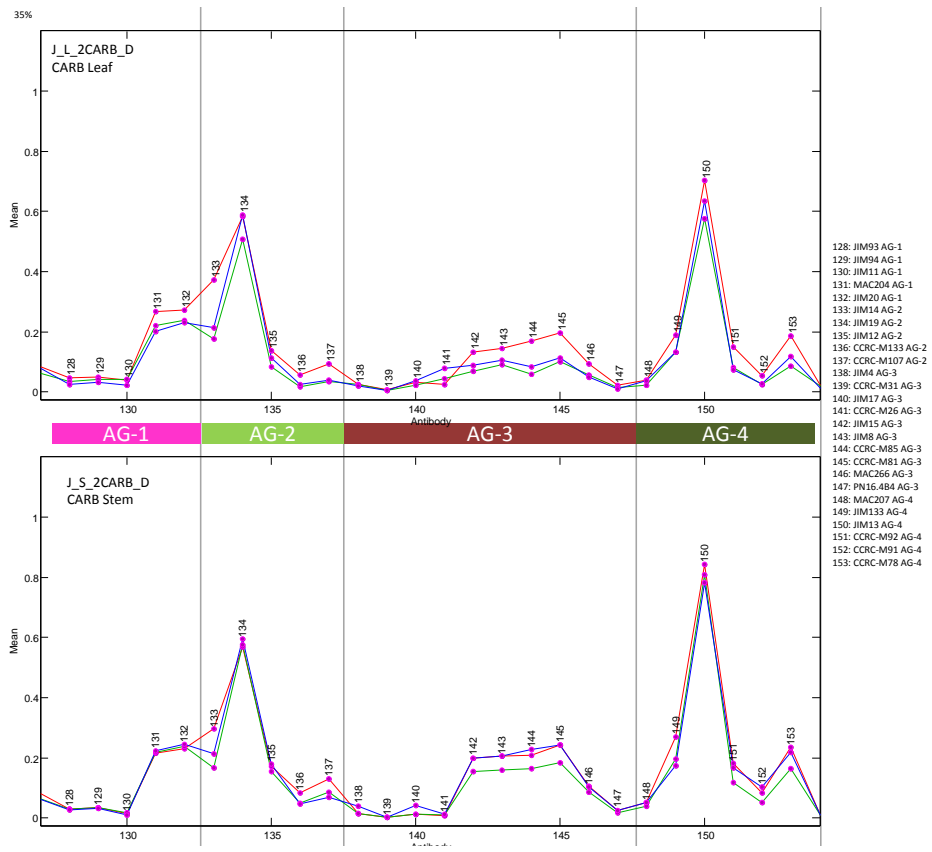 35%
J_L_2CARB_D
CARB Leaf
1
0.8
0.6
0.4
0.2
0
Mean
128
129
130
131
132
133
134
135
136
137
138
139
140
141
142
143
144
145
146
147
148
149
150
151
152
153
130
135
140
145
150
Antibody
AG-1
AG-2
AG-3
AG-4
J_S_2CARB_D
CARB Stem
1
0.8
0.6
0.4
0.2
0
Mean
128
129
130
131
132
133
134
135
136
137
138
139
140
141
142
143
144
145
146
147
148
149
150
151
152
153
130
135
140
145
150
Antibody
128: JIM93 AG-1
129: JIM94 AG-1
130: JIM11 AG-1
131: MAC204 AG-1
132: JIM20 AG-1
133: JIM14 AG-2
134: JIM19 AG-2
135: JIM12 AG-2
136: CCRC-M133 AG-2
137: CCRC-M107 AG-2
138: JIM4 AG-3
139: CCRC-M31 AG-3
140: JIM17 AG-3
141: CCRC-M26 AG-3
142: JIM15 AG-3
143: JIM8 AG-3
144: CCRC-M85 AG-3
145: CCRC-M81 AG-3
146: MAC266 AG-3
147: PN16.4B4 AG-3
148: MAC207 AG-4
149: JIM133 AG-4
150: JIM13 AG-4
151: CCRC-M92 AG-4
152: CCRC-M91 AG-4
153: CCRC-M78 AG-4